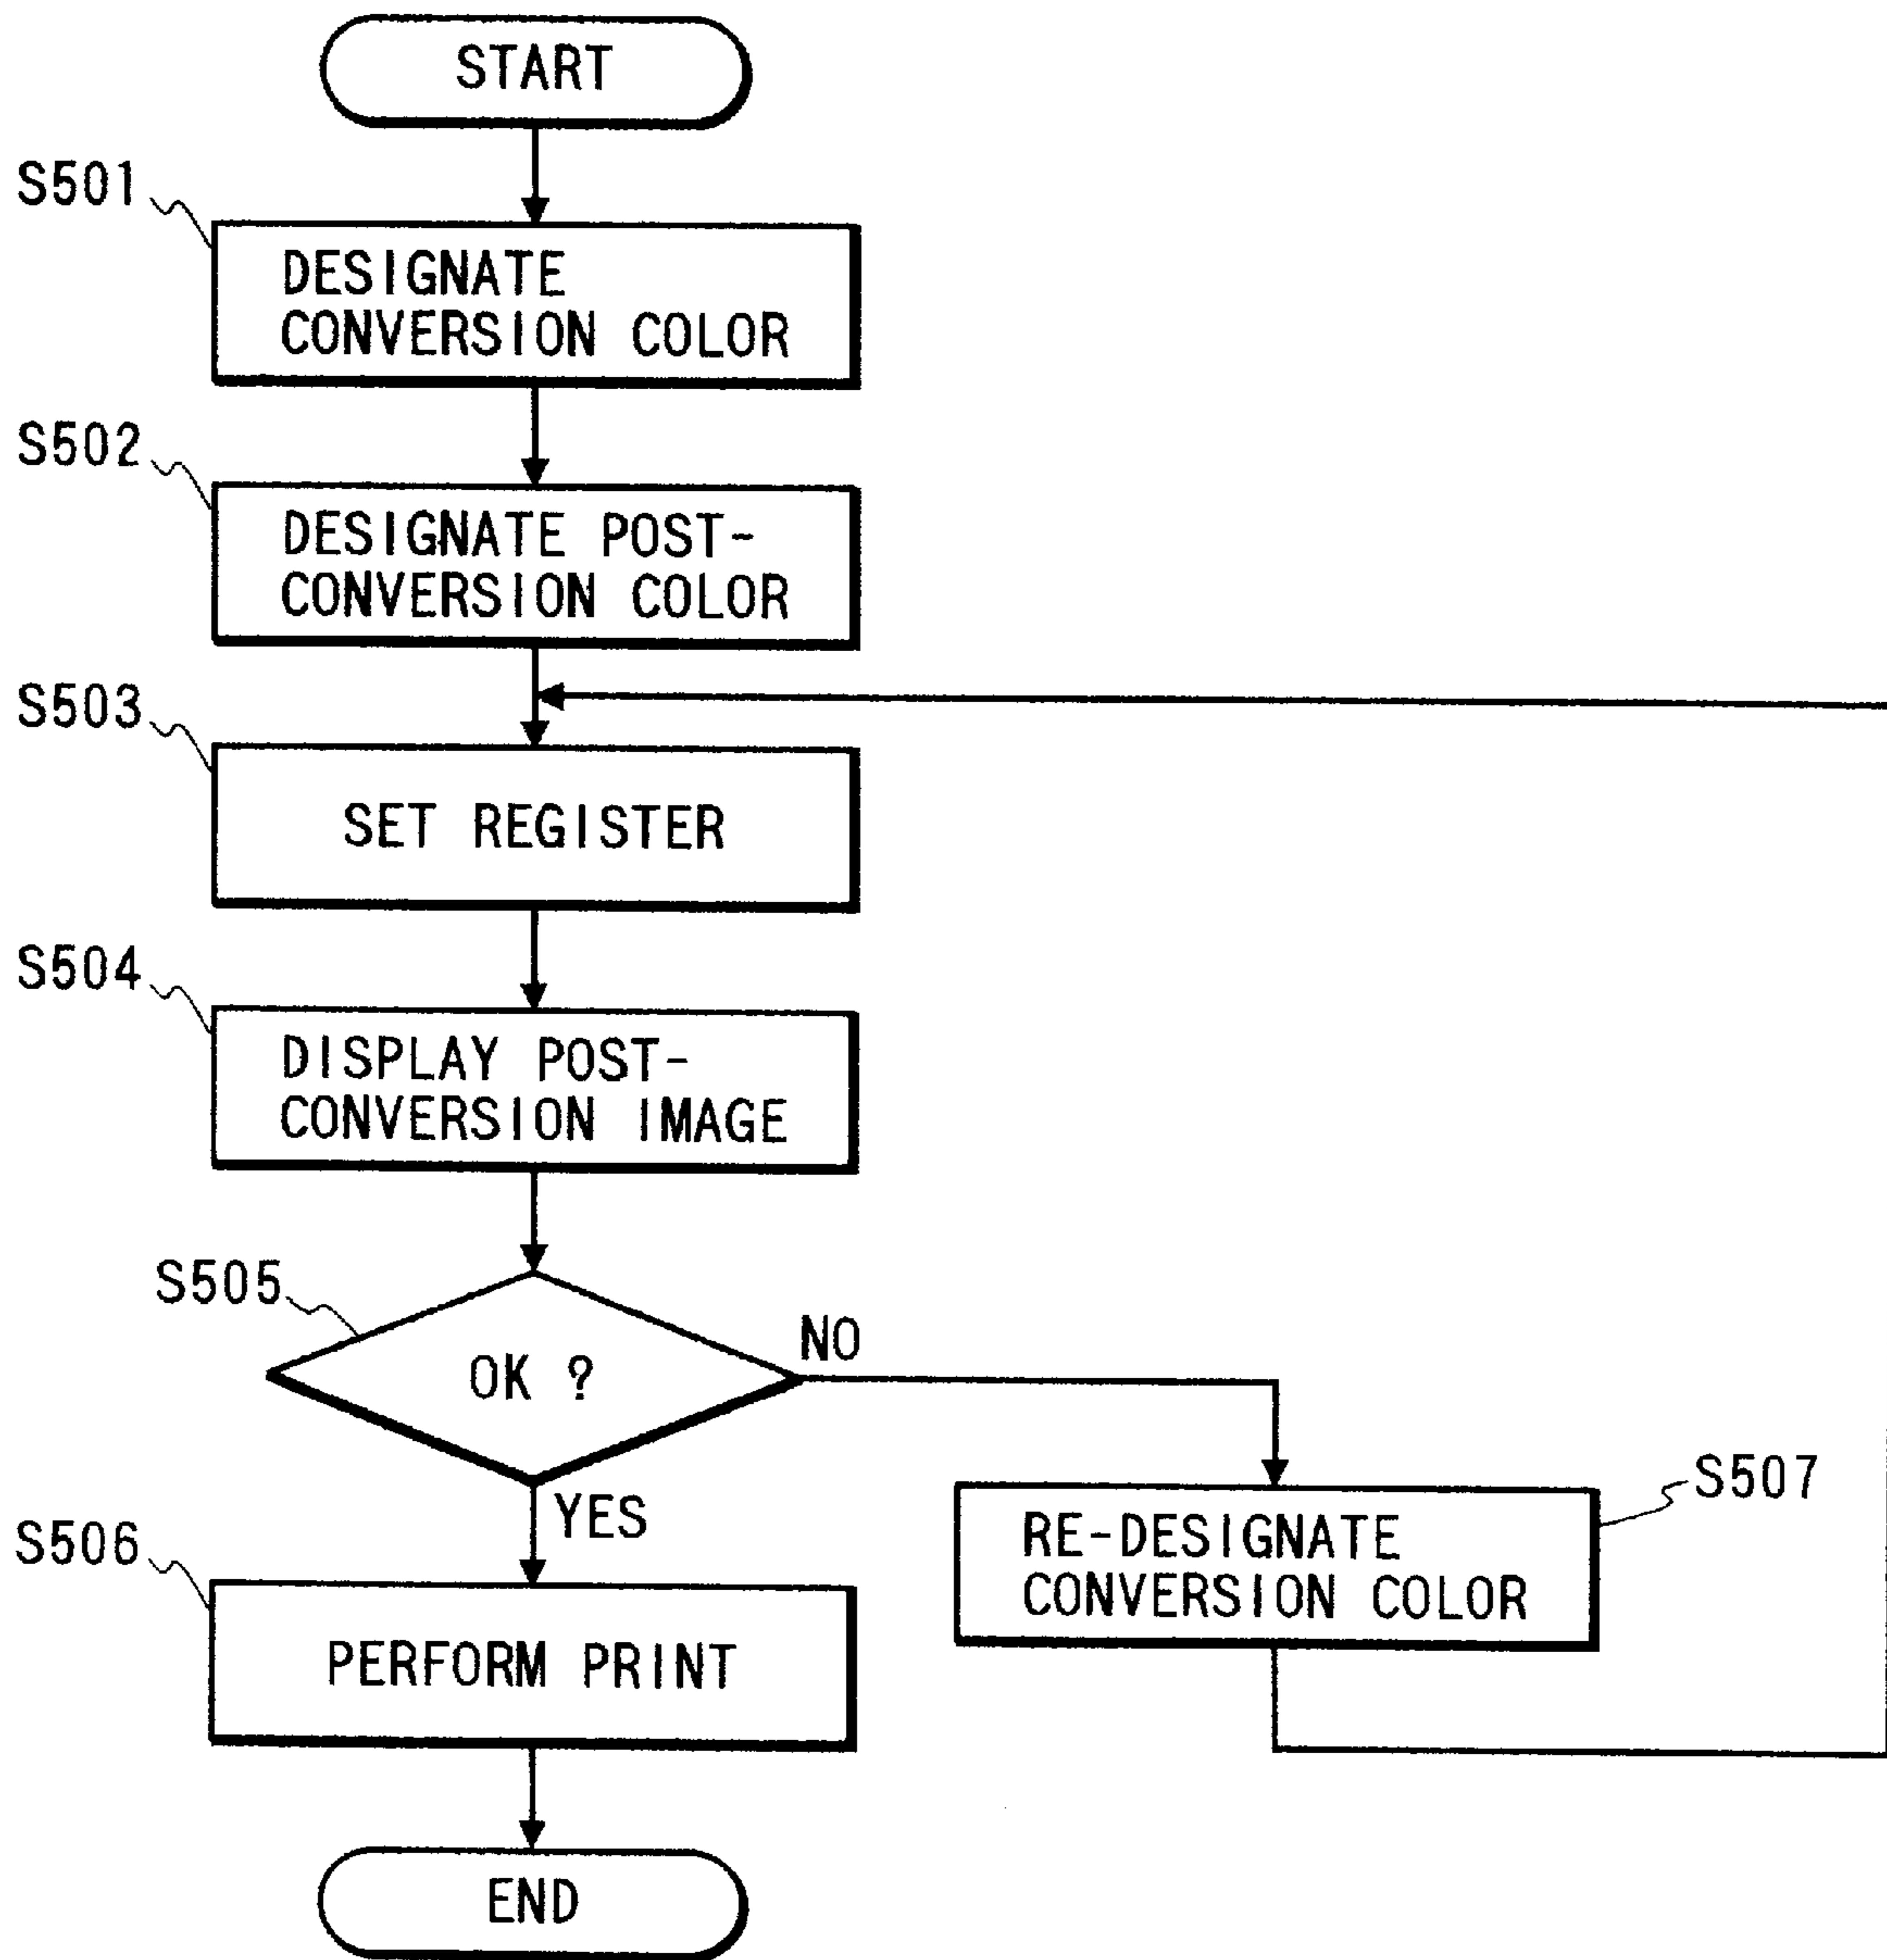 START
S501
DESIGNATE
CONVERSION COLOR
S502
DESIGNATE POST-
CONVERSION COLOR
S503
SET REGISTER
S504
DISPLAY POST-
CONVERSION IMAGE
S505
OK ?
NO
YES
S507
RE-DESIGNATE
CONVERSION COLOR
S506
PERFORM PRINT
END